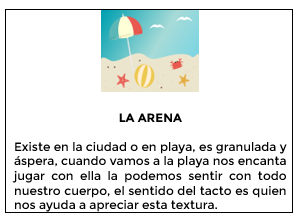 LA ARENA
Existe en la ciudad o en playa, es granulada y
áspera, cuando vamos a la playa nos encanta
jugar con ella la podemos sentir con todo
nuestro cuerpo, el sentido del tacto es quien
nos ayuda a apreciar esta textura.